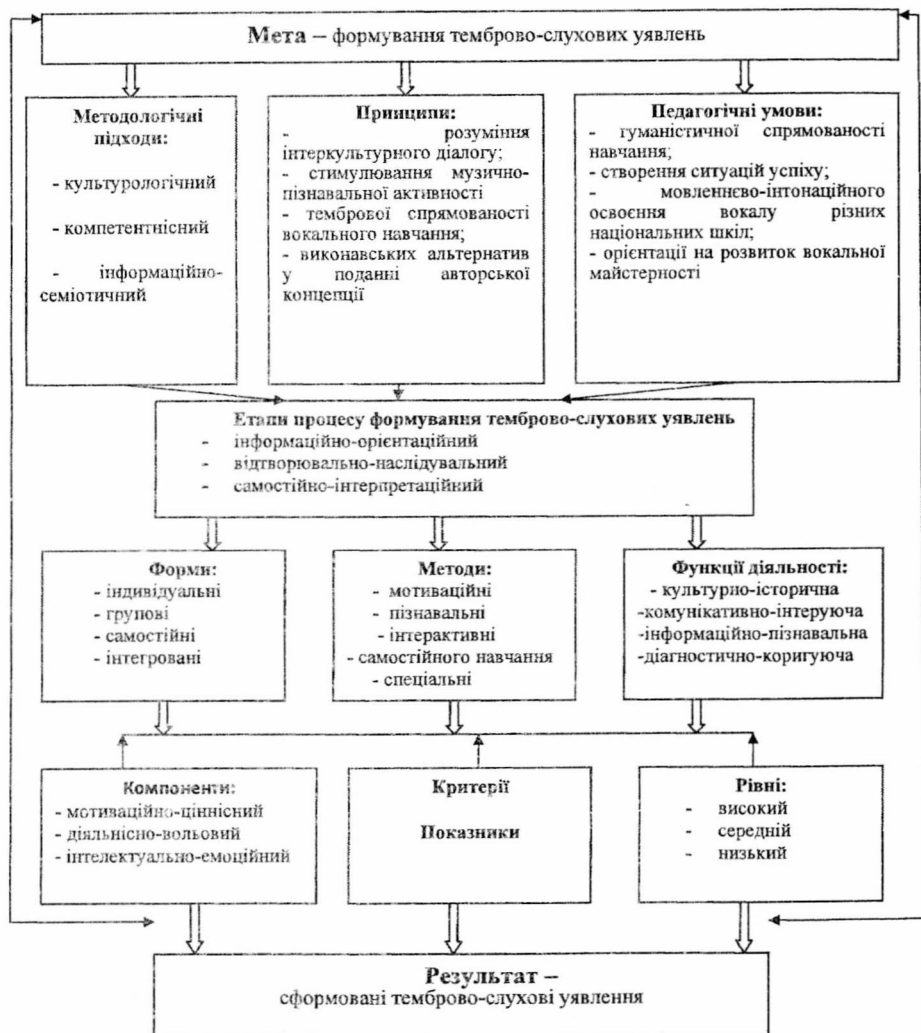 Мета – формування темброво-слухових уявлень
Методологічні
підходи:
- культурологічний
- компетентнісний
- інформаційно-
семіотичний
Принципи:
- розуміння
інтеркультурного діалогу;
- стимулювання музично-
пізнавальної активності
- тембрової спрямованості
вокального навчання;
- виконавських альтернатив
у поданні авторської
концепції
Педагогічні умови:
- гуманістичної спрямованості
навчання;
- створення ситуацій успіху;
- мовленнєво-інтонаційного
освоєння вокалу різних
національних шкіл;
- орієнтації на розвиток вокальної
майстерності
Етапи процесу формування темброво-слухових уявлень
- інформаційно-орієнтаційний
- відтворювально-наслідувальний
- самостійно-інтерпретаційний
Форми:
- індивідуальні
- групові
- самостійні
- інтегровані
Методи:
- мотиваційні
- пізнавальні
- інтерактивні
- самостійного навчання
- спеціальні
Функції діяльності:
- культурно-історична
-комунікативно-інтеруюча
-інформаційно-пізнавальна
-діагностично-коригуюча
Компоненти:
- мотиваційно-ціннісний
- діяльнісно-вольовий
- інтелектуально-емоційний
Критерії
Показники
Рівні:
- високий
- середній
- низький
Результат –
сформовані темброво-слухові уявлення